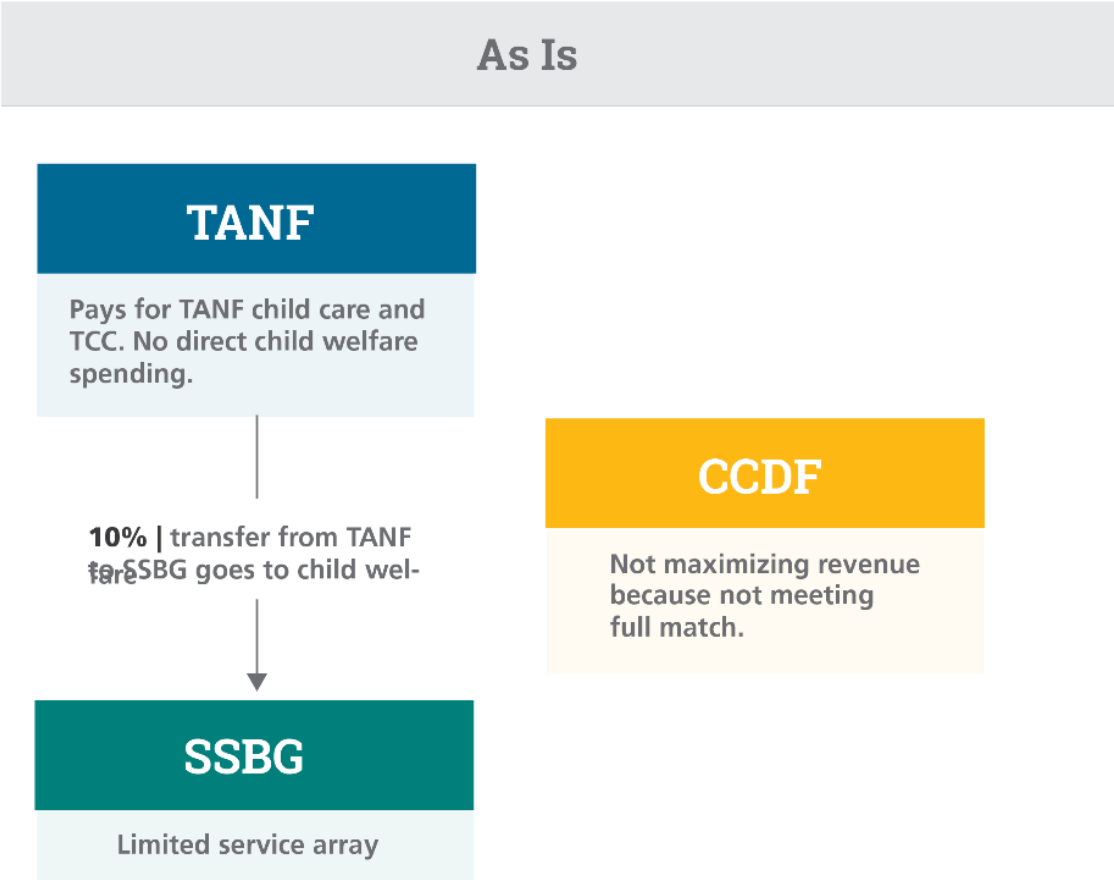 As Is
TANF
Pays for TANF child care and
TCC. No direct child welfare
spending.
10% | transfer from TANF
to SSBG goes to child wel-
fare
CCDF
Not maximizing revenue
because not meeting
full match.
SSBG
Limited service array